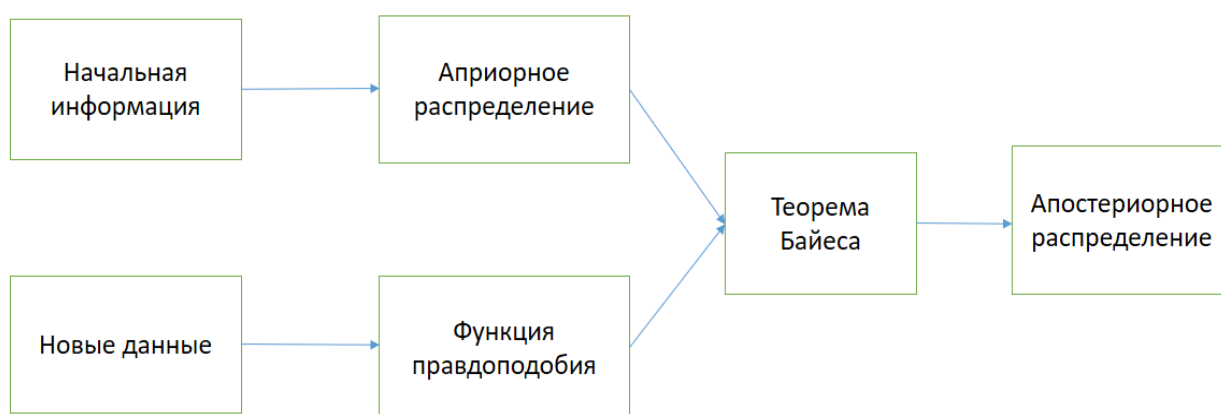 Начальная
информация
Априорное
распределение
Теорема
Байеса
Апостериорное
распределение
Новые данные
Функция
правдоподобия